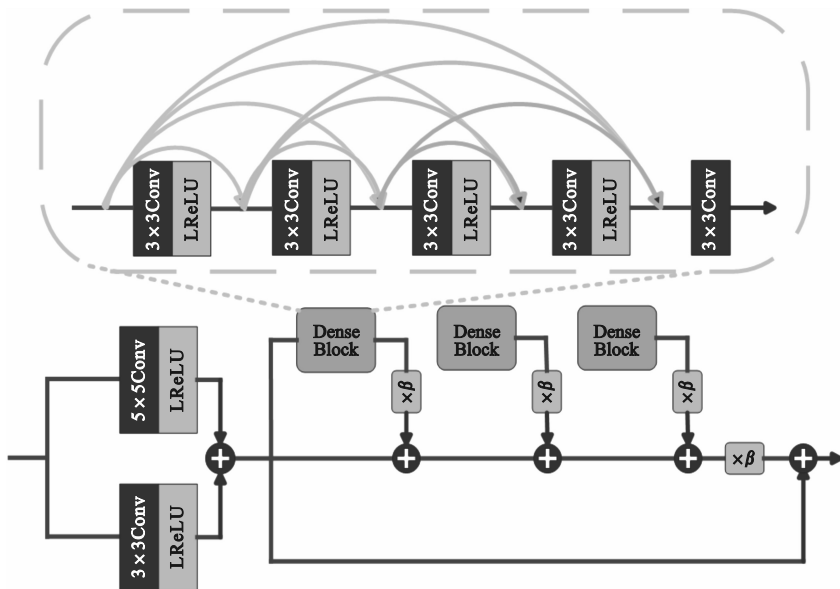 3×3Conv
LReLU
3×3Conv
LReLU
3×3Conv
LReLU
3×3Conv
LReLU
3×3Conv
Dense
Block
Dense
Block
Dense
Block
5×5Conv
LReLU
×β
×β
×β
×β
3×3Conv
LReLU